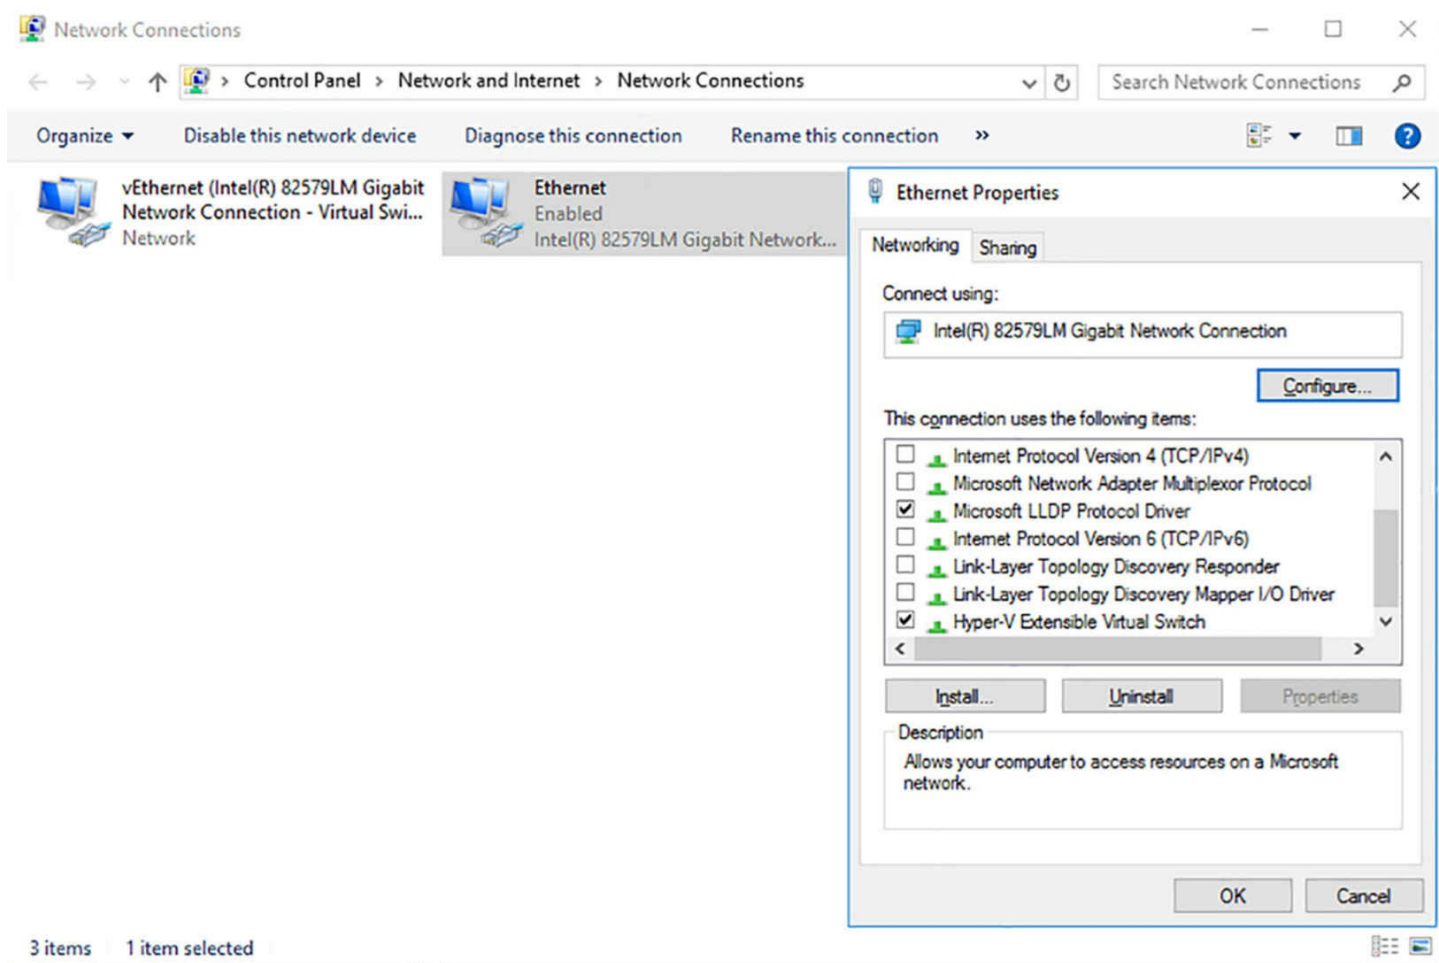 Network Connections
Control Panel > Network and Internet > Network Connections
Search Network Connections
Organize
Disable this network device
Diagnose this connection
Rename this connection
»
vEthernet (Intel(R) 82579LM Gigabit
Network Connection - Virtual Swi...
Network
Ethernet
Enabled
Intel(R) 82579LM Gigabit Network...
Ethernet Properties
Networking
Sharing
Connect using:
Intel(R) 82579LM Gigabit Network Connection
Configure...
This connection uses the following items:
Internet Protocol Version 4 (TCP/IPv4)
Microsoft Network Adapter Multiplexor Protocol
Microsoft LLDP Protocol Driver
Internet Protocol Version 6 (TCP/IPv6)
Link-Layer Topology Discovery Responder
Link-Layer Topology Discovery Mapper I/O Driver
Hyper-V Extensible Virtual Switch
Install...
Uninstall
Properties
Description
Allows your computer to access resources on a Microsoft
network.
OK
Cancel
3 items
1 item selected